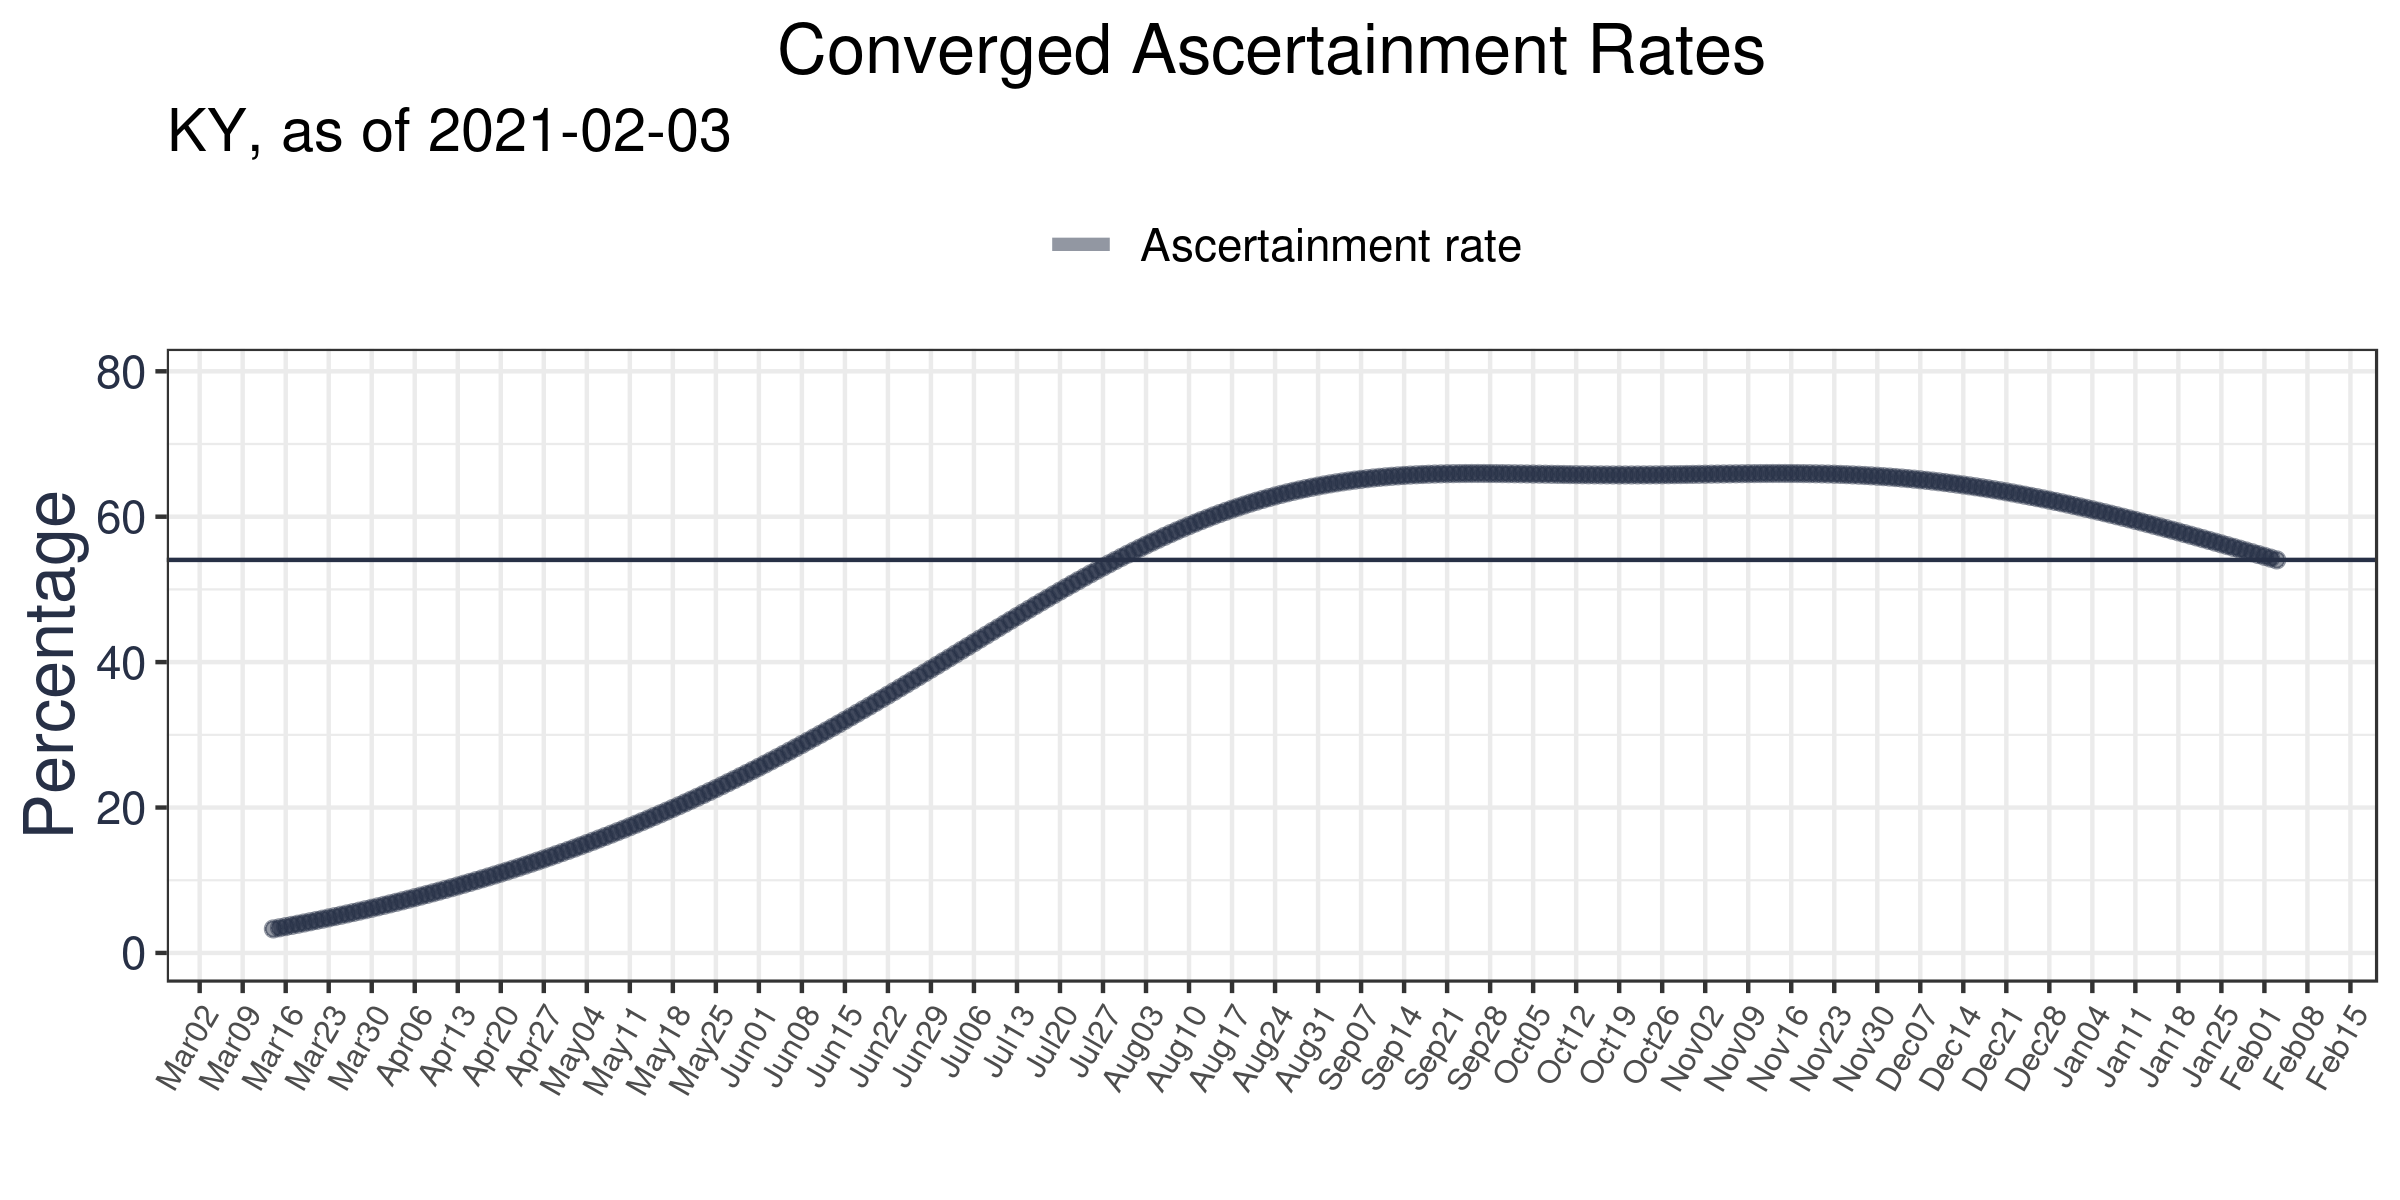 Converged Ascertainment Rates
KY, as of 2021-02-03
Ascertainment rate
Percentage
80
60
40
20
0
Mar02
Mar09
Mar16
Mar23
Mar30
Apr06
Apr13
Apr20
Apr27
May04
May11
May18
May25
Jun01
Jun08
Jun15
Jun22
Jun29
Jul06
Jul13
Jul20
Jul27
Aug03
Aug10
Aug17
Aug24
Aug31
Sep07
Sep14
Sep21
Sep28
Oct05
Oct12
Oct19
Oct26
Nov02
Nov09
Nov16
Nov23
Nov30
Dec07
Dec14
Dec21
Dec28
Jan04
Jan11
Jan18
Jan25
Feb01
Feb08
Feb15